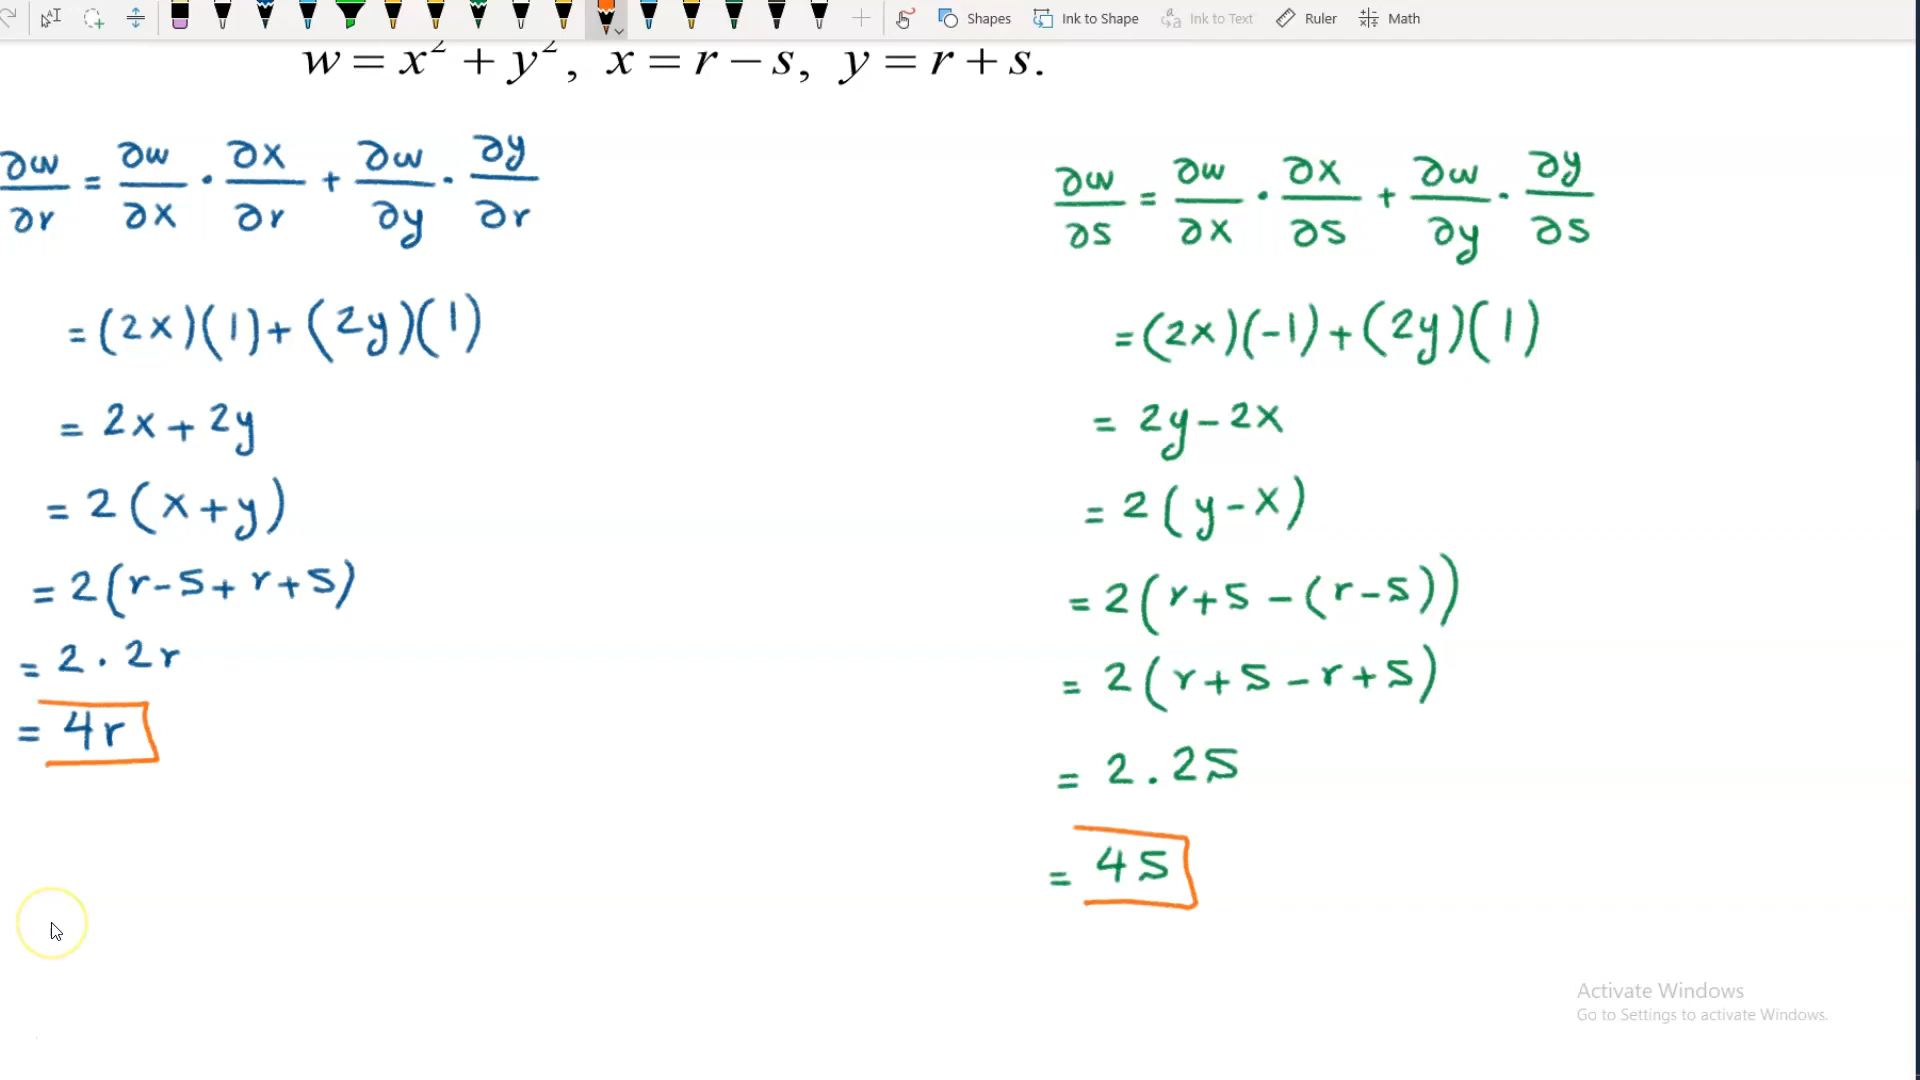 Shapes Ink to Shape Ink to Text Ruler Math
w = x² + y², x = r − s, y = r + s.
∂w/∂r = ∂w/∂x · ∂x/∂r + ∂w/∂y · ∂y/∂r
= (2x)(1) + (2y)(1)
= 2x + 2y
= 2(x+y)
= 2(r-s+r+s)
= 2 · 2r
= 4r
∂w/∂s = ∂w/∂x · ∂x/∂s + ∂w/∂y · ∂y/∂s
= (2x)(-1) + (2y)(1)
= 2y - 2x
= 2(y-x)
= 2(r+s-(r-s))
= 2(r+s-r+s)
= 2 . 2s
= 4s
Activate Windows
Go to Settings to activate Windows.